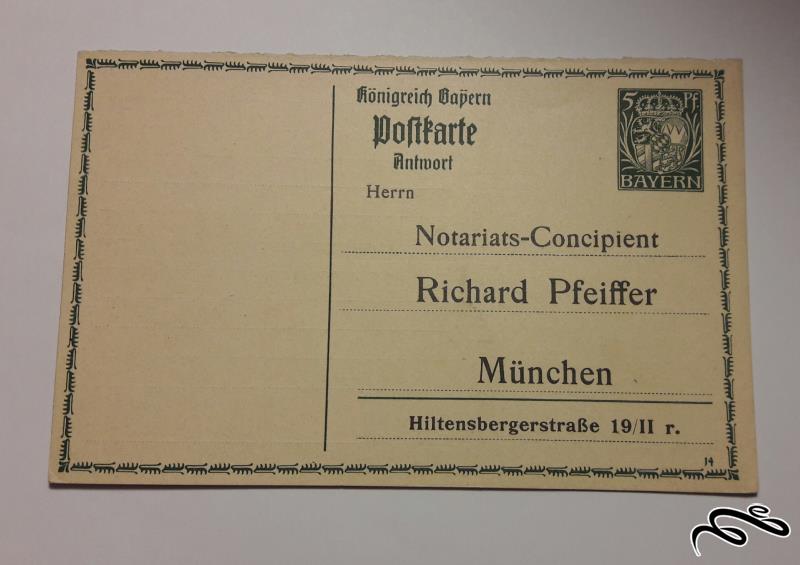 Königreich Bayern
Postkarte
Antwort
5 Pf
BAYERN
Herrn
Notariats-Concipient
Richard Pfeiffer
München
Hiltensbergerstraße 19/II r.
14